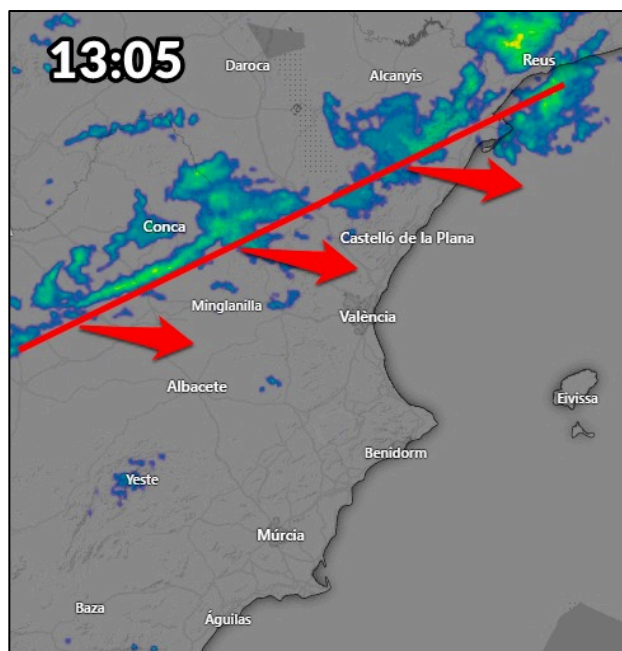 13:05
Daroca
Alcanyís
Reus
Conca
Castelló de la Plana
Minglanilla
València
Albacete
Eivissa
Benidorm
Yeste
Múrcia
Baza
Águilas